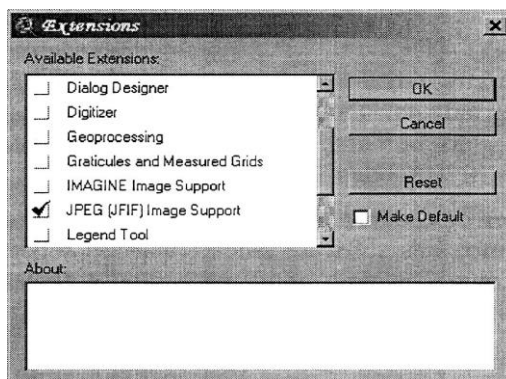 Extensions
Available Extensions:
Dialog Designer
Digitizer
Geoprocessing
Graticules and Measured Grids
IMAGINE Image Support
JPEG (JFIF) Image Support
Legend Tool
OK
Cancel
Reset
Make Default
About: